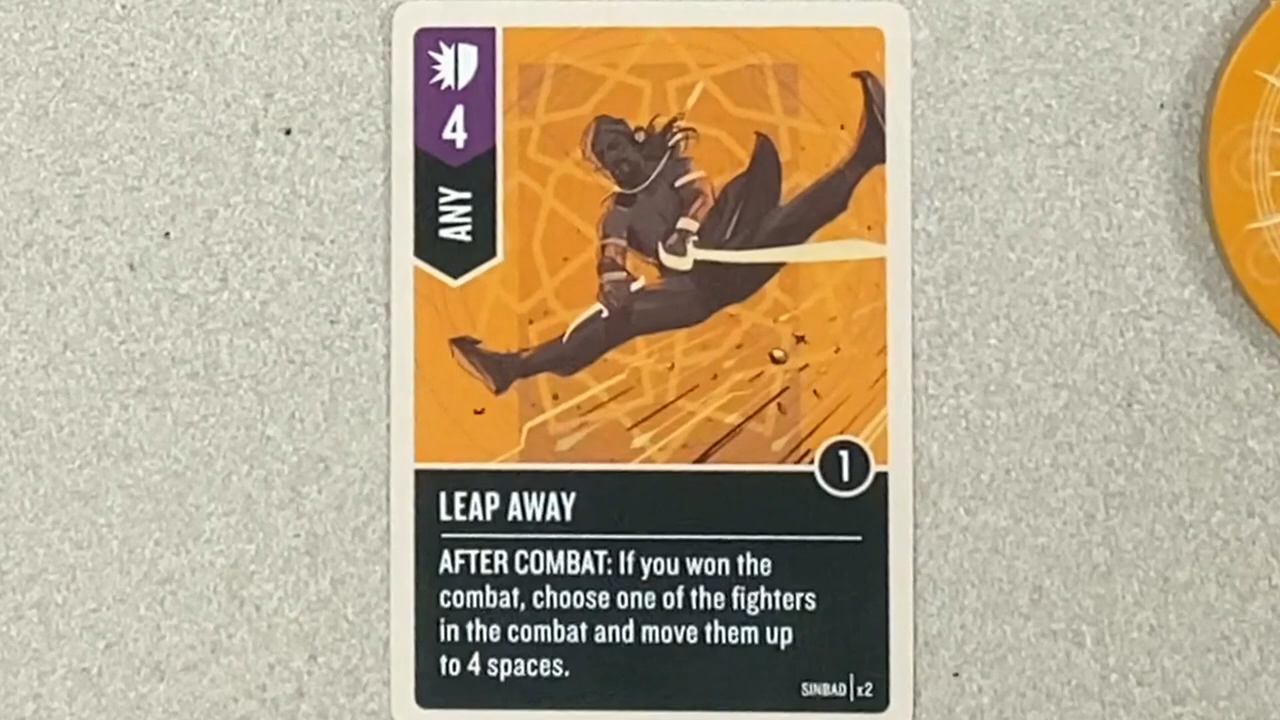 4
ANY
1
LEAP AWAY
AFTER COMBAT: If you won the
combat, choose one of the fighters
in the combat and move them up
to 4 spaces.
SINBAD | x2